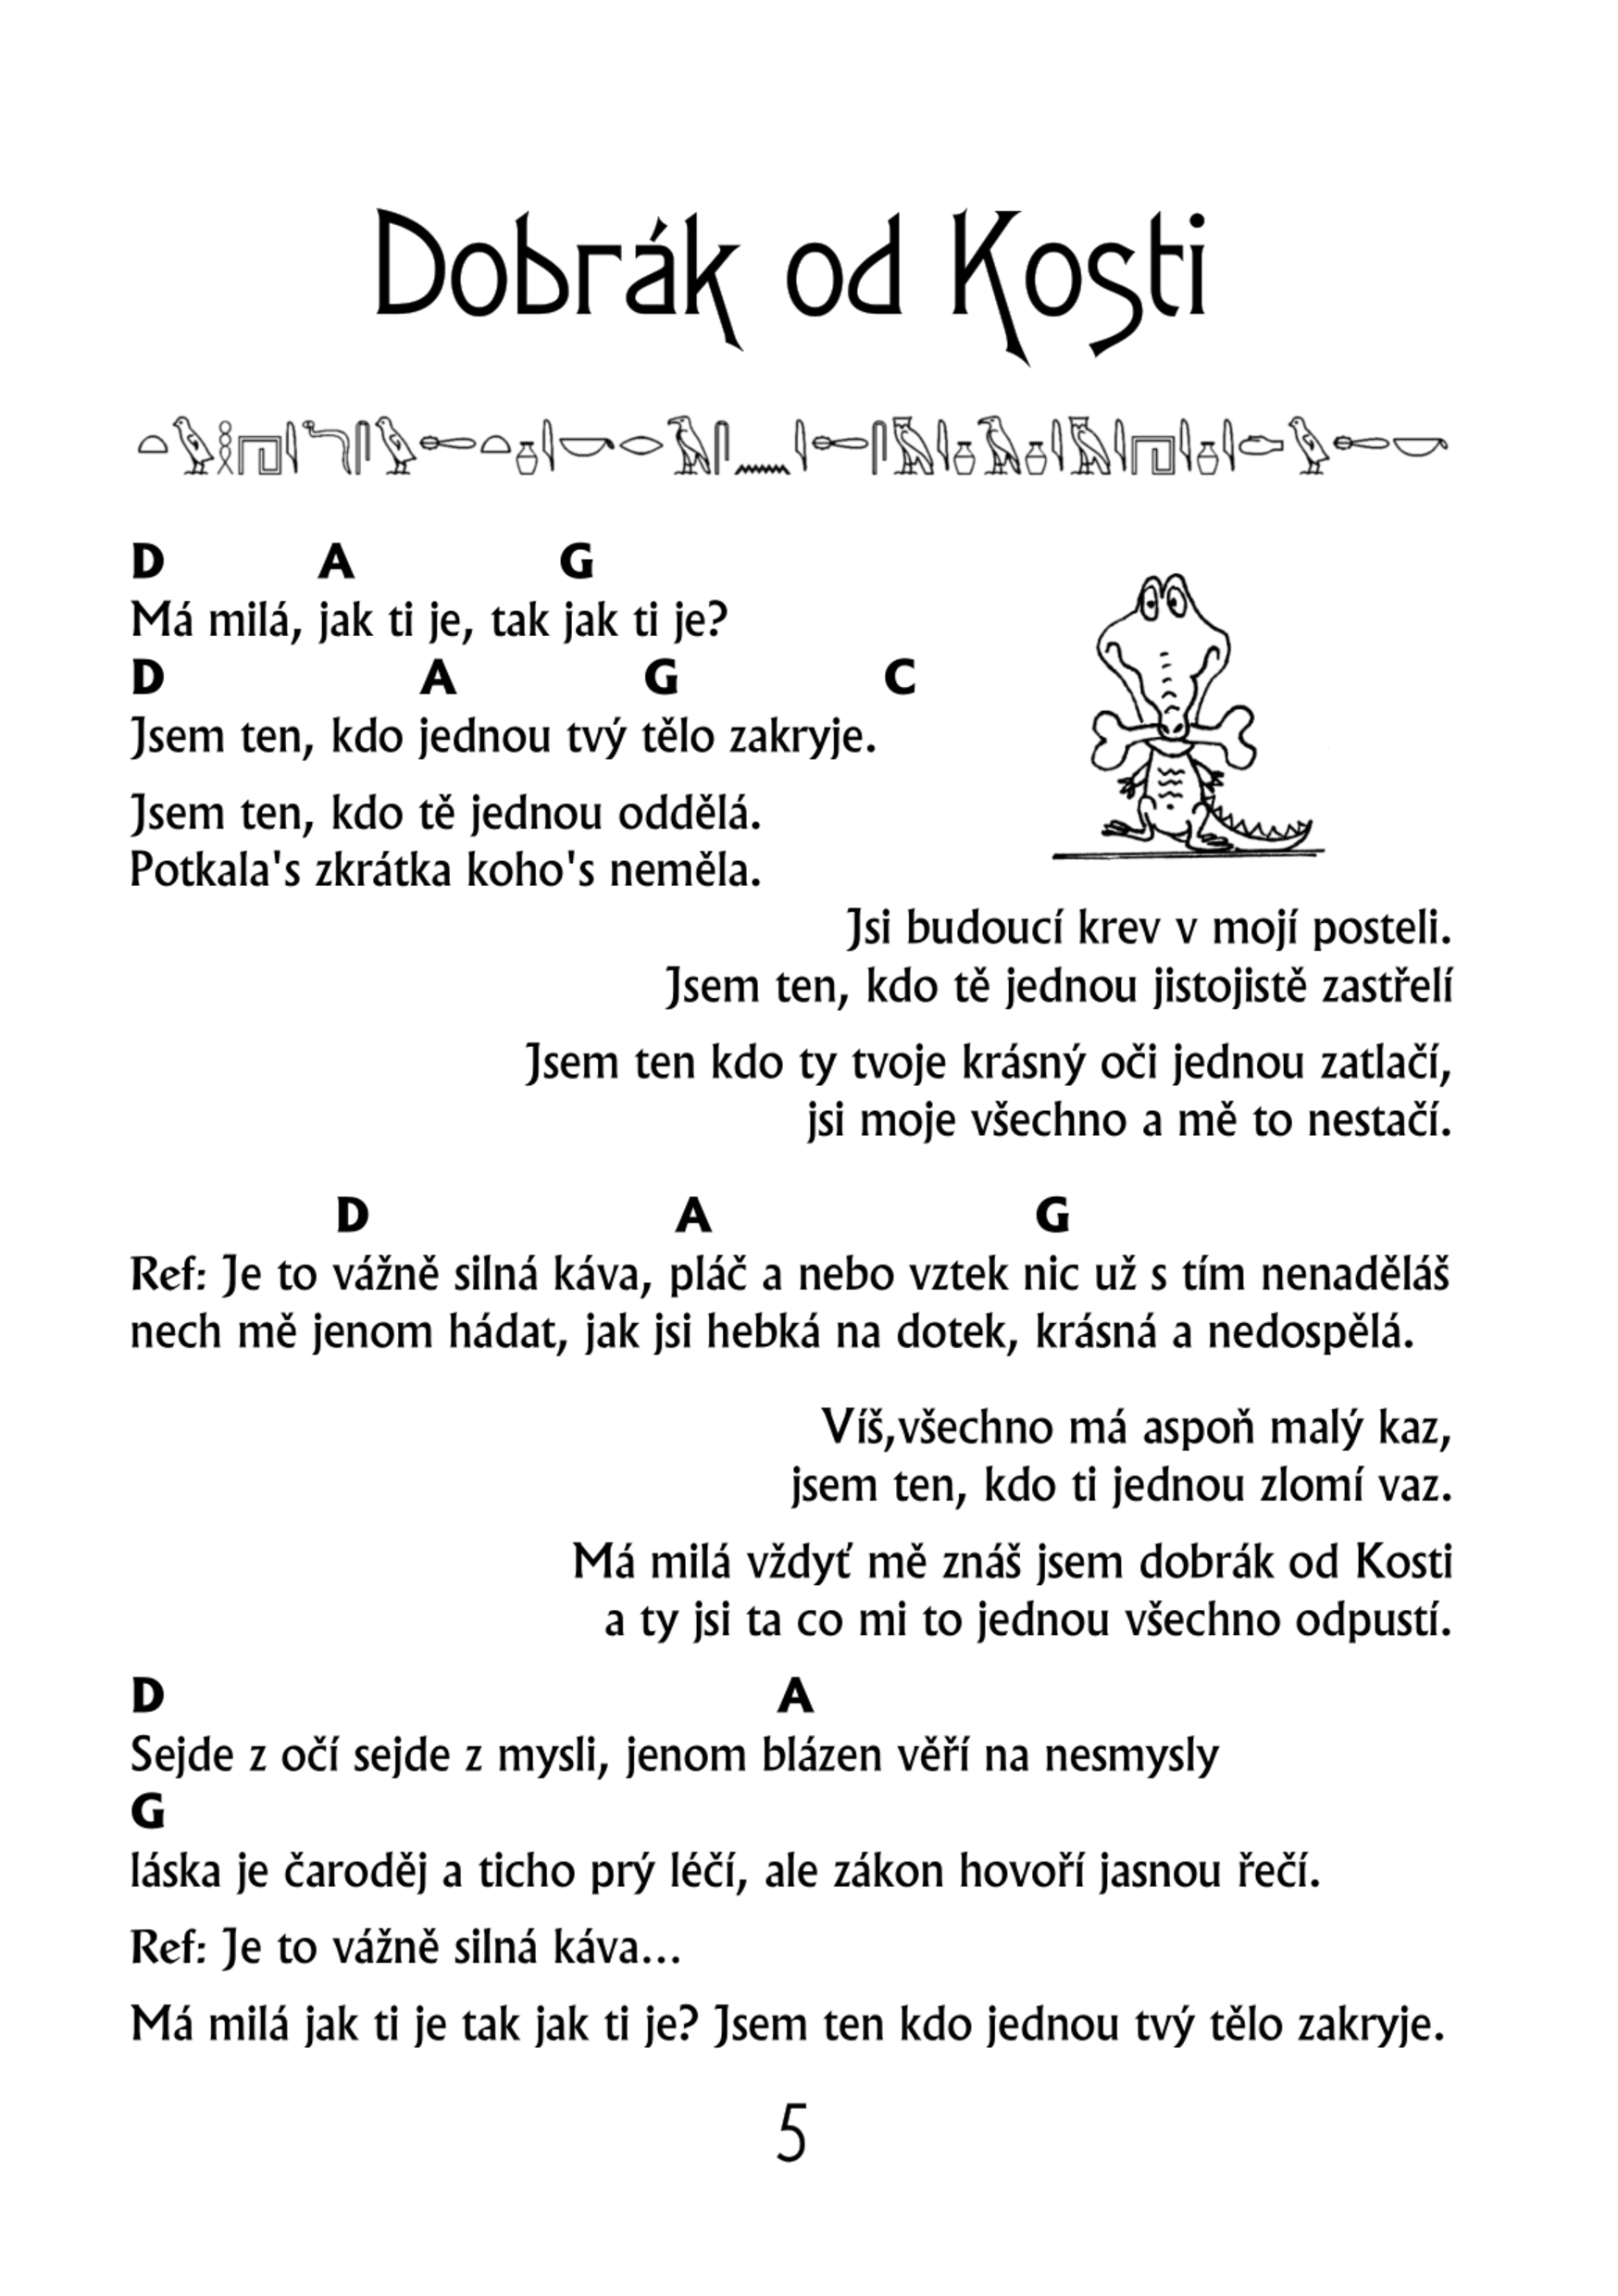 Dobrák od Kosti
D A G
Má milá, jak ti je, tak jak ti je?
D A G C
Jsem ten, kdo jednou tvý tělo zakryje.
Jsem ten, kdo tě jednou oddělá.
Potkala's zkrátka koho's neměla.
Jsi budoucí krev v mojí posteli.
Jsem ten, kdo tě jednou jistojistě zastřelí
Jsem ten kdo ty tvoje krásný oči jednou zatlačí,
jsi moje všechno a mě to nestačí.
D A G
Ref: Je to vážně silná káva, pláč a nebo vztek nic už s tím nenaděláš
nech mě jenom hádat, jak jsi hebká na dotek, krásná a nedospělá.
Víš,všechno má aspoň malý kaz,
jsem ten, kdo ti jednou zlomí vaz.
Má milá vždyť mě znáš jsem dobrák od Kosti
a ty jsi ta co mi to jednou všechno odpustí.
D A
Sejde z očí sejde z mysli, jenom blázen věří na nesmysly
G
láska je čaroděj a ticho prý léčí, ale zákon hovoří jasnou řečí.
Ref: Je to vážně silná káva...
Má milá jak ti je tak jak ti je? Jsem ten kdo jednou tvý tělo zakryje.
5